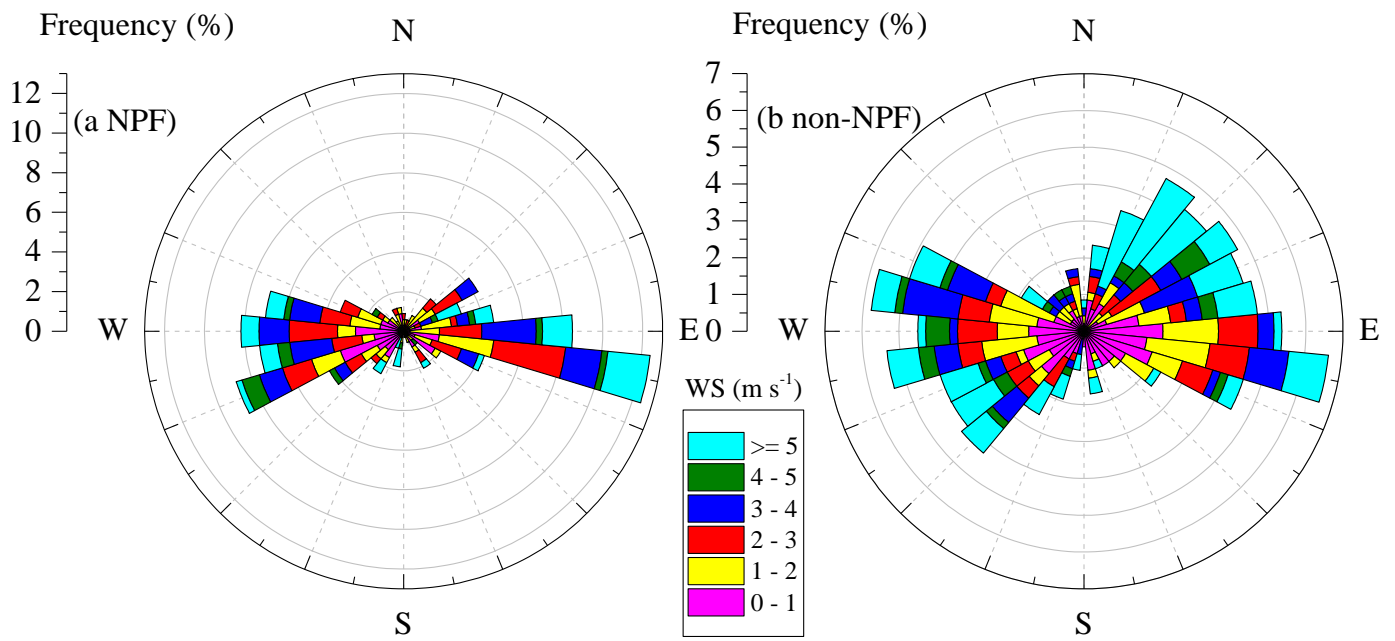 Frequency (%)
N
12
10
8
6
4
2
0
(a NPF)
W
E
S
Frequency (%)
N
7
6
5
4
3
2
1
0
(b non-NPF)
W
E
S
WS (m s⁻¹)
>= 5
4 - 5
3 - 4
2 - 3
1 - 2
0 - 1